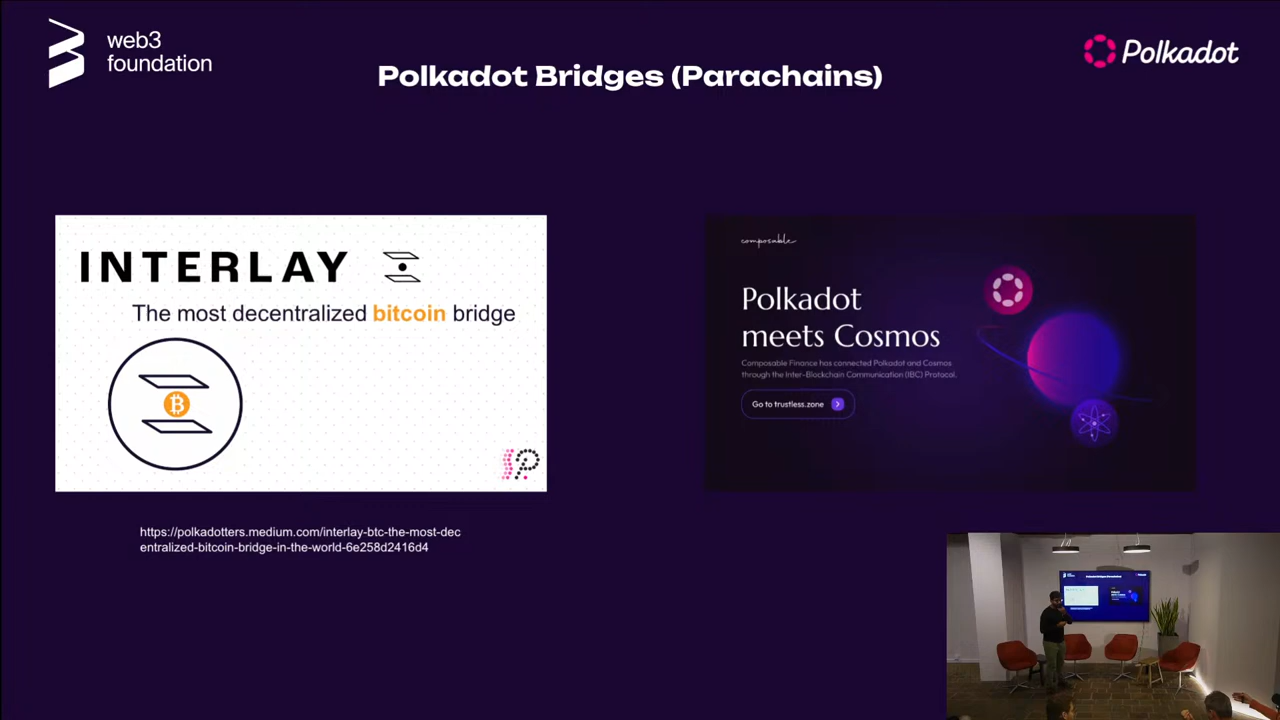 web3
foundation
Polkadot
Polkadot Bridges (Parachains)
INTERLAY
The most decentralized bitcoin bridge
composable
Polkadot
meets Cosmos
Composable Finance has connected Polkadot and Cosmos
through the Inter-Blockchain Communication (IBC) Protocol.
Go to trustless.zone
https://polkadotters.medium.com/interlay-btc-the-most-dec
entralized-bitcoin-bridge-in-the-world-6e258d2416d4